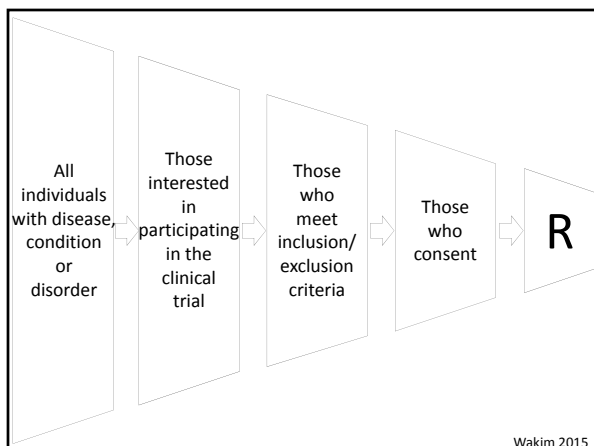 All
individuals
with disease,
condition
or
disorder
Those
interested
in
participating
in the
clinical
trial
Those
who
meet
inclusion/
exclusion
criteria
Those
who
consent
R
Wakim 2015